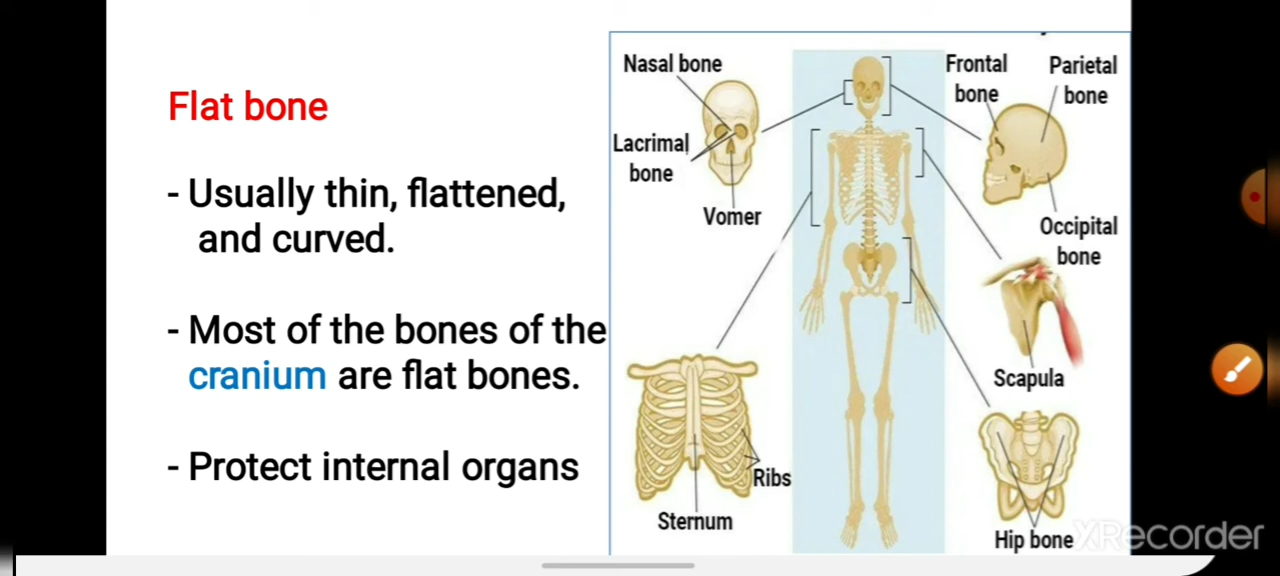 Flat bone
- Usually thin, flattened,
and curved.
- Most of the bones of the
cranium are flat bones.
- Protect internal organs
Nasal bone
Lacrimal
bone
Vomer
Frontal
bone
Parietal
bone
Occipital
bone
Scapula
Ribs
Sternum
Hip bone
XRecorder